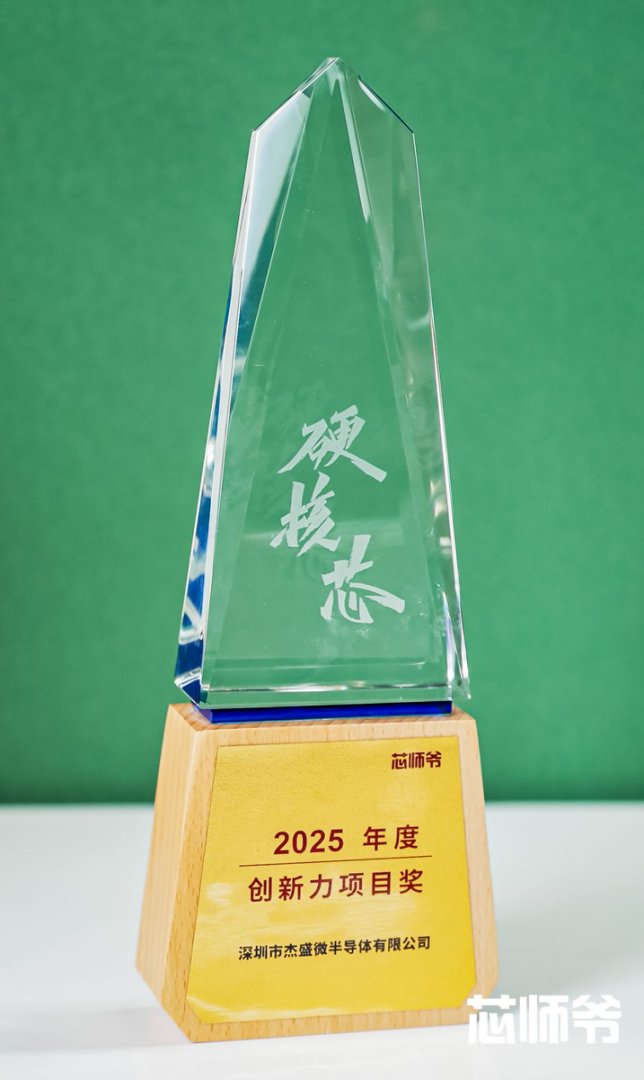 硬
核
芯
芯师爷
2025 年度
创新力项目奖
深圳市杰盛微半导体有限公司
芯师爷